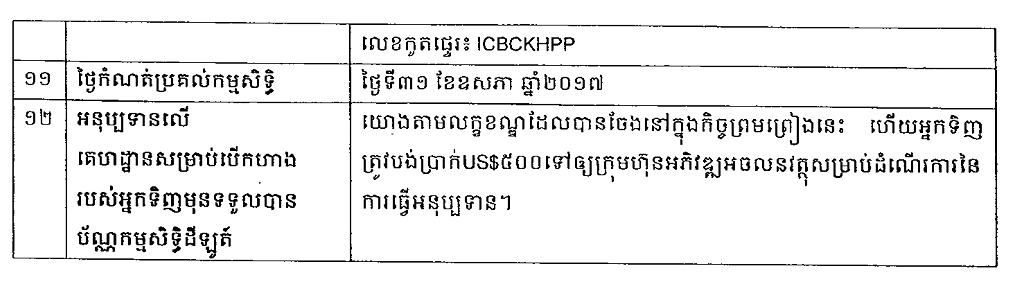 លេខកូតផ្ទេរ៖ ICBCKHPP
១១ ថ្ងៃកំណត់ប្រគល់កម្មសិទ្ធិ ថ្ងៃទី៣១ ខែឧសភា ឆ្នាំ២០១៧
១២ អនុប្បទានលើ
គេហដ្ឋានសម្រាប់បើកហាង
របស់អ្នកទិញមុនទទួលបាន
ប័ណ្ណកម្មសិទ្ធិដីឡូត៍
យោងតាមលក្ខខណ្ឌដែលបានចែងនៅក្នុងកិច្ចព្រមព្រៀងនេះ ហើយអ្នកទិញ
ត្រូវបង់ប្រាក់US$៥០០ទៅឲ្យក្រុមហ៊ុនអភិវឌ្ឍអចលនវត្ថុសម្រាប់ដំណើរការនៃ
ការធ្វើអនុប្បទាន។